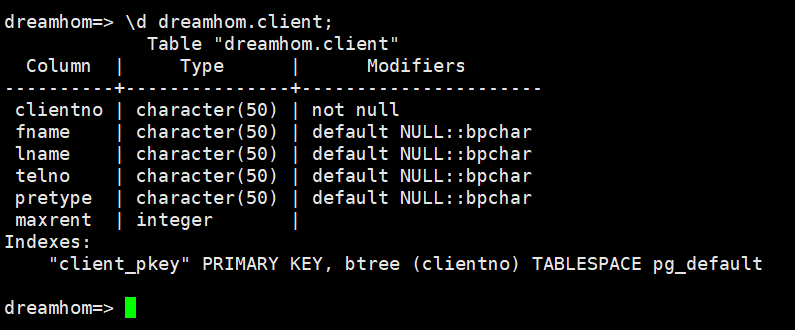 dreamhom=> \d dreamhom.client;
             Table "dreamhom.client"
  Column  |     Type      |      Modifiers
----------+---------------+----------------------
 clientno | character(50) | not null
 fname    | character(50) | default NULL::bpchar
 lname    | character(50) | default NULL::bpchar
 telno    | character(50) | default NULL::bpchar
 pretype  | character(50) | default NULL::bpchar
 maxrent  | integer       |
Indexes:
    "client_pkey" PRIMARY KEY, btree (clientno) TABLESPACE pg_default
dreamhom=>